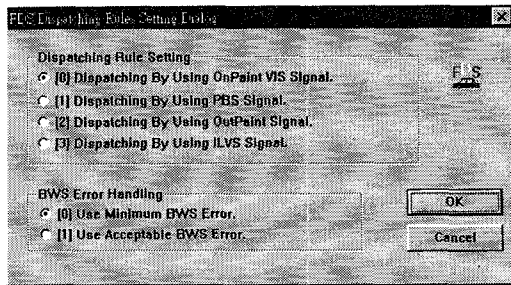 FDS Dispatching Rules Setting Dialog
Dispatching Rule Setting
[0] Dispatching By Using OnPaint VIS Signal.
[1] Dispatching By Using PBS Signal.
[2] Dispatching By Using OutPaint Signal.
[3] Dispatching By Using ILVS Signal.
BWS Error Handling
[0] Use Minimum BWS Error.
[1] Use Acceptable BWS Error.
OK
Cancel